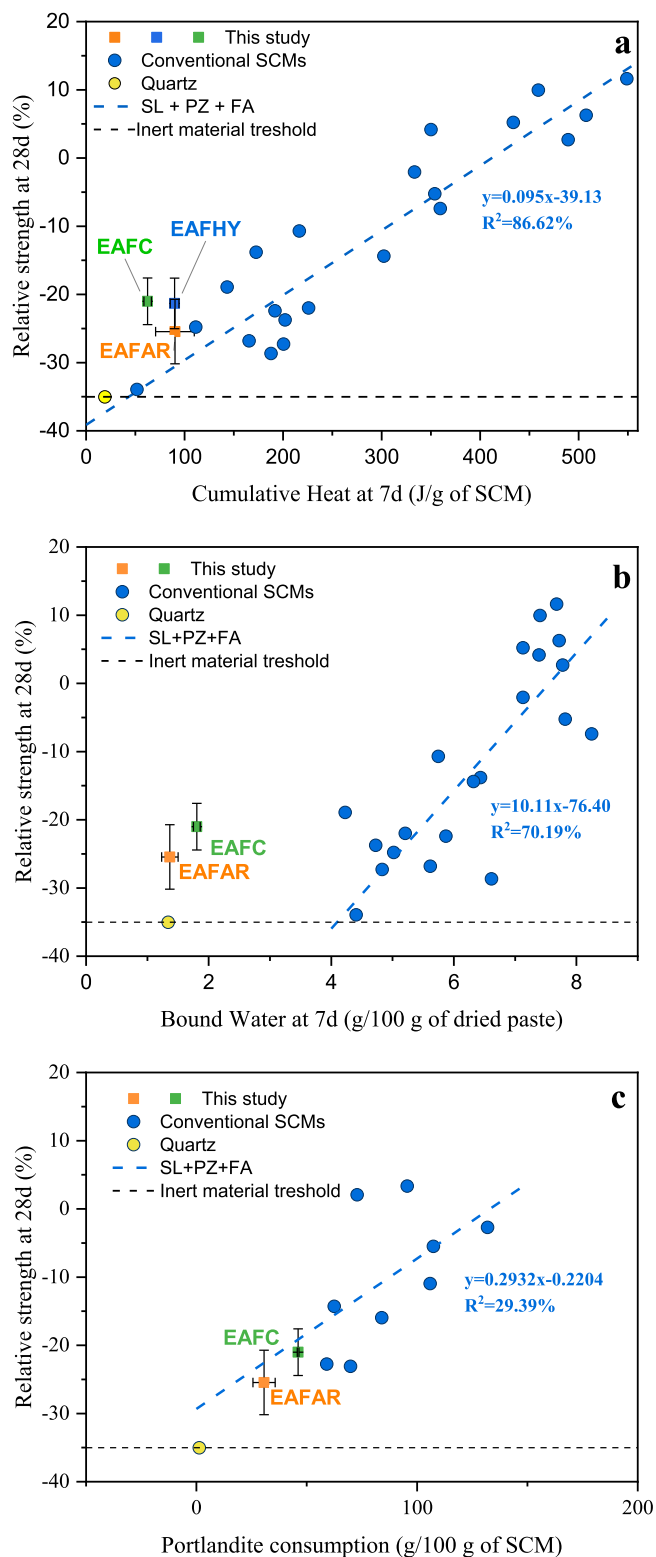 20
10
0
-10
-20
-30
-40
0
100
200
300
400
500
Relative strength at 28d (%)
Cumulative Heat at 7d (J/g of SCM)
a
This study
Conventional SCMs
Quartz
SL + PZ + FA
Inert material treshold
y=0.095x-39.13
R²=86.62%
EAFHY
EAFC
EAFAR
20
10
0
-10
-20
-30
-40
0
2
4
6
8
Relative strength at 28d (%)
Bound Water at 7d (g/100 g of dried paste)
b
This study
Conventional SCMs
Quartz
SL+PZ+FA
Inert material treshold
y=10.11x-76.40
R²=70.19%
EAFC
EAFAR
20
10
0
-10
-20
-30
-40
0
100
200
Relative strength at 28d (%)
Portlandite consumption (g/100 g of SCM)
c
This study
Conventional SCMs
Quartz
SL+PZ+FA
Inert material treshold
y=0.2932x-0.2204
R²=29.39%
EAFC
EAFAR